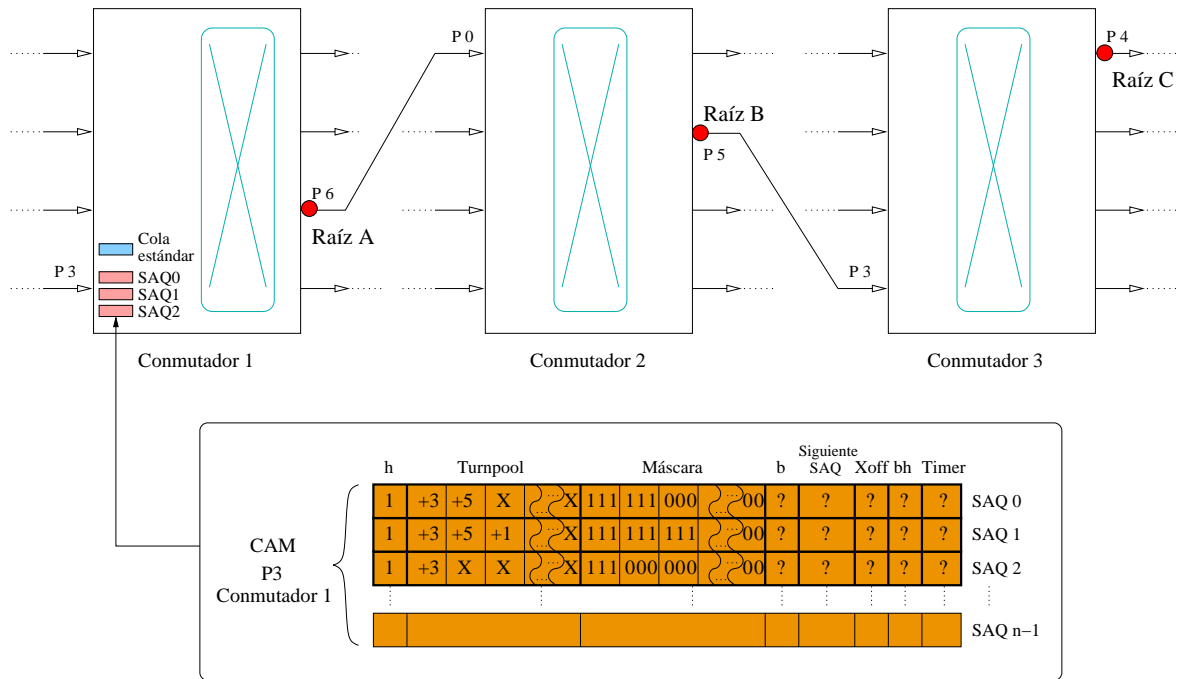 P 0
P 4
Raíz C
Raíz B
P 5
P 6
Raíz A
Cola
estándar
P 3
SAQ0
SAQ1
SAQ2
P 3
Conmutador 1
Conmutador 2
Conmutador 3
h Turnpool Máscara b Siguiente SAQ Xoff bh Timer
1 +3 +5 X ... X 111 111 000 ... 00 ? ? ? ? ? SAQ 0
1 +3 +5 +1 ... X 111 111 111 ... 00 ? ? ? ? ? SAQ 1
1 +3 X X ... X 111 000 000 ... 00 ? ? ? ? ? SAQ 2
SAQ n−1
CAM
P3
Conmutador 1